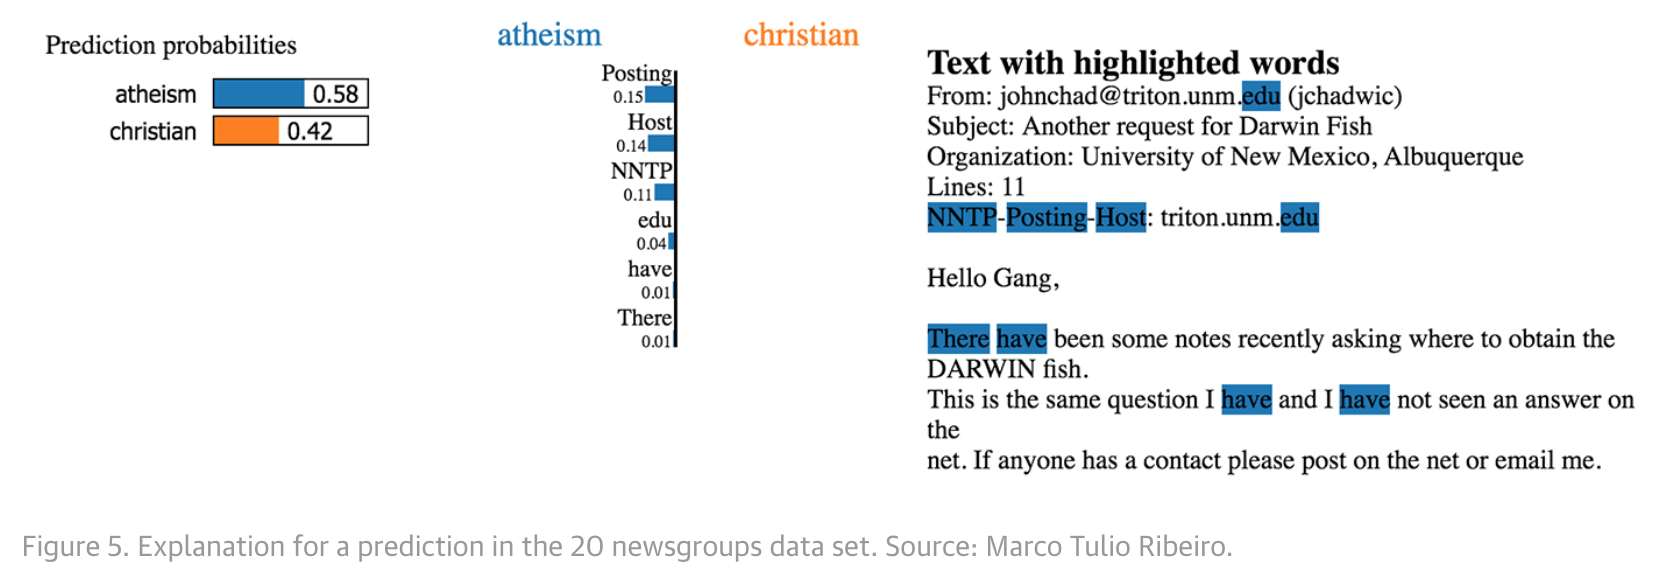 Prediction probabilities
atheism 0.58
christian 0.42
atheism christian
Posting
0.15
Host
0.14
NNTP
0.11
edu
0.04
have
0.01
There
0.01
Text with highlighted words
From: johnchad@triton.unm.edu (jchadwic)
Subject: Another request for Darwin Fish
Organization: University of New Mexico, Albuquerque
Lines: 11
NNTP-Posting-Host: triton.unm.edu
Hello Gang,
There have been some notes recently asking where to obtain the
DARWIN fish.
This is the same question I have and I have not seen an answer on
the
net. If anyone has a contact please post on the net or email me.
Figure 5. Explanation for a prediction in the 20 newsgroups data set. Source: Marco Tulio Ribeiro.